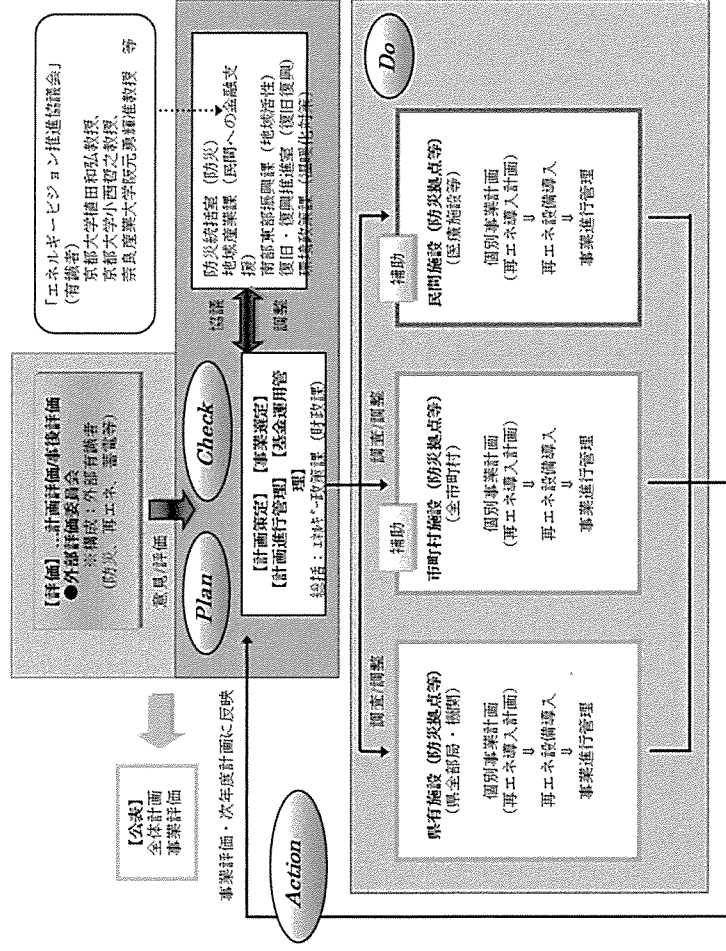 【公表】
全体計画
事業評価
【評価】…計画評価/事後評価
●外部評価委員会
※構成：外部有識者
（防災、再エネ、蓄電等）
「エネルギービジョン推進協議会」
（有識者）
京都大学植田和弘教授、
京都大学小西哲之教授、
奈良産業大学阪元勇輝准教授　等
意見/評価
Plan
Check
【計画策定】　【事業選定】
【計画進行管理】　【基金運用管
理】
総括：エネルギー政策課（財政課）
協議
調整
防災統括室（防災）
地域産業課（民間への金融支
援）
南部東部振興課（地域活性）
復旧・復興推進室（復旧復興）
環境政策課（温暖化対策）
事業評価・次年度計画に反映
Action
調査/調整
調査/調整
Do
県有施設（防災拠点等）
（県全部局・機関）
個別事業計画
（再エネ導入計画）
⇓
再エネ設備導入
⇓
事業進行管理
補助
市町村施設（防災拠点等）
（全市町村）
個別事業計画
（再エネ導入計画）
⇓
再エネ設備導入
⇓
事業進行管理
補助
民間施設（防災拠点等）
（医療施設等）
個別事業計画
（再エネ導入計画）
⇓
再エネ設備導入
⇓
事業進行管理